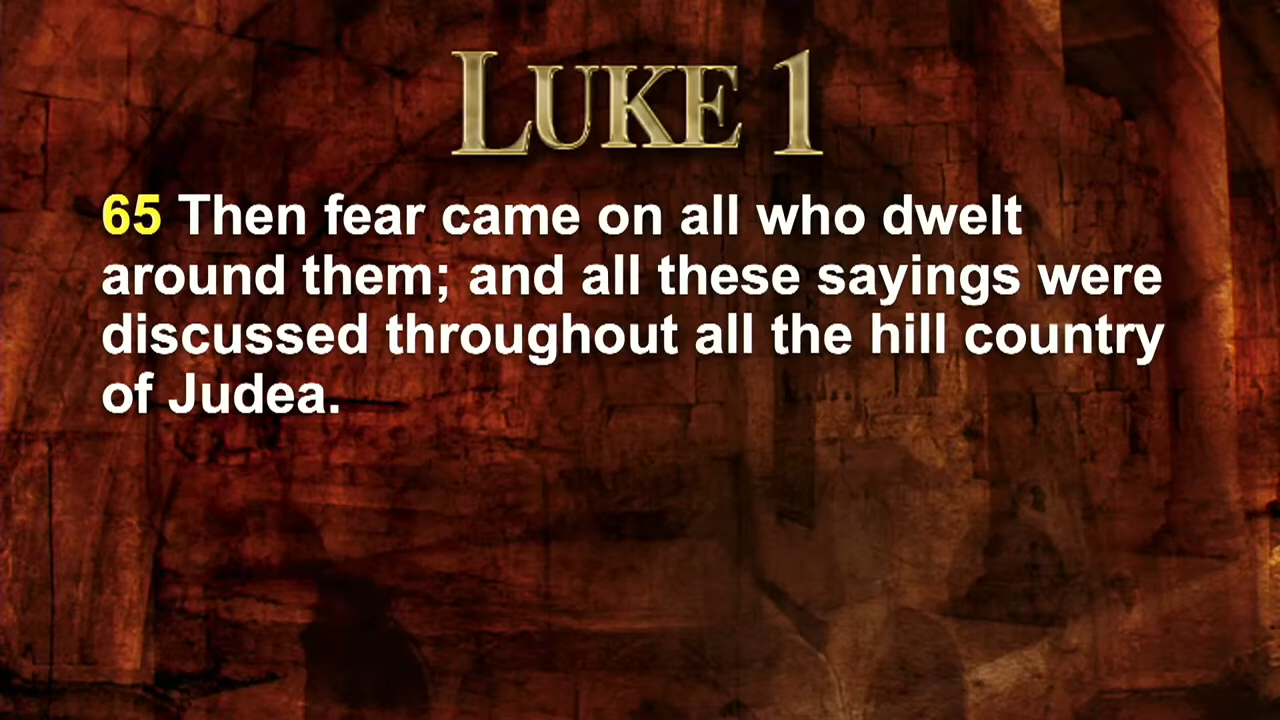 LUKE 1
65 Then fear came on all who dwelt
around them; and all these sayings were
discussed throughout all the hill country
of Judea.